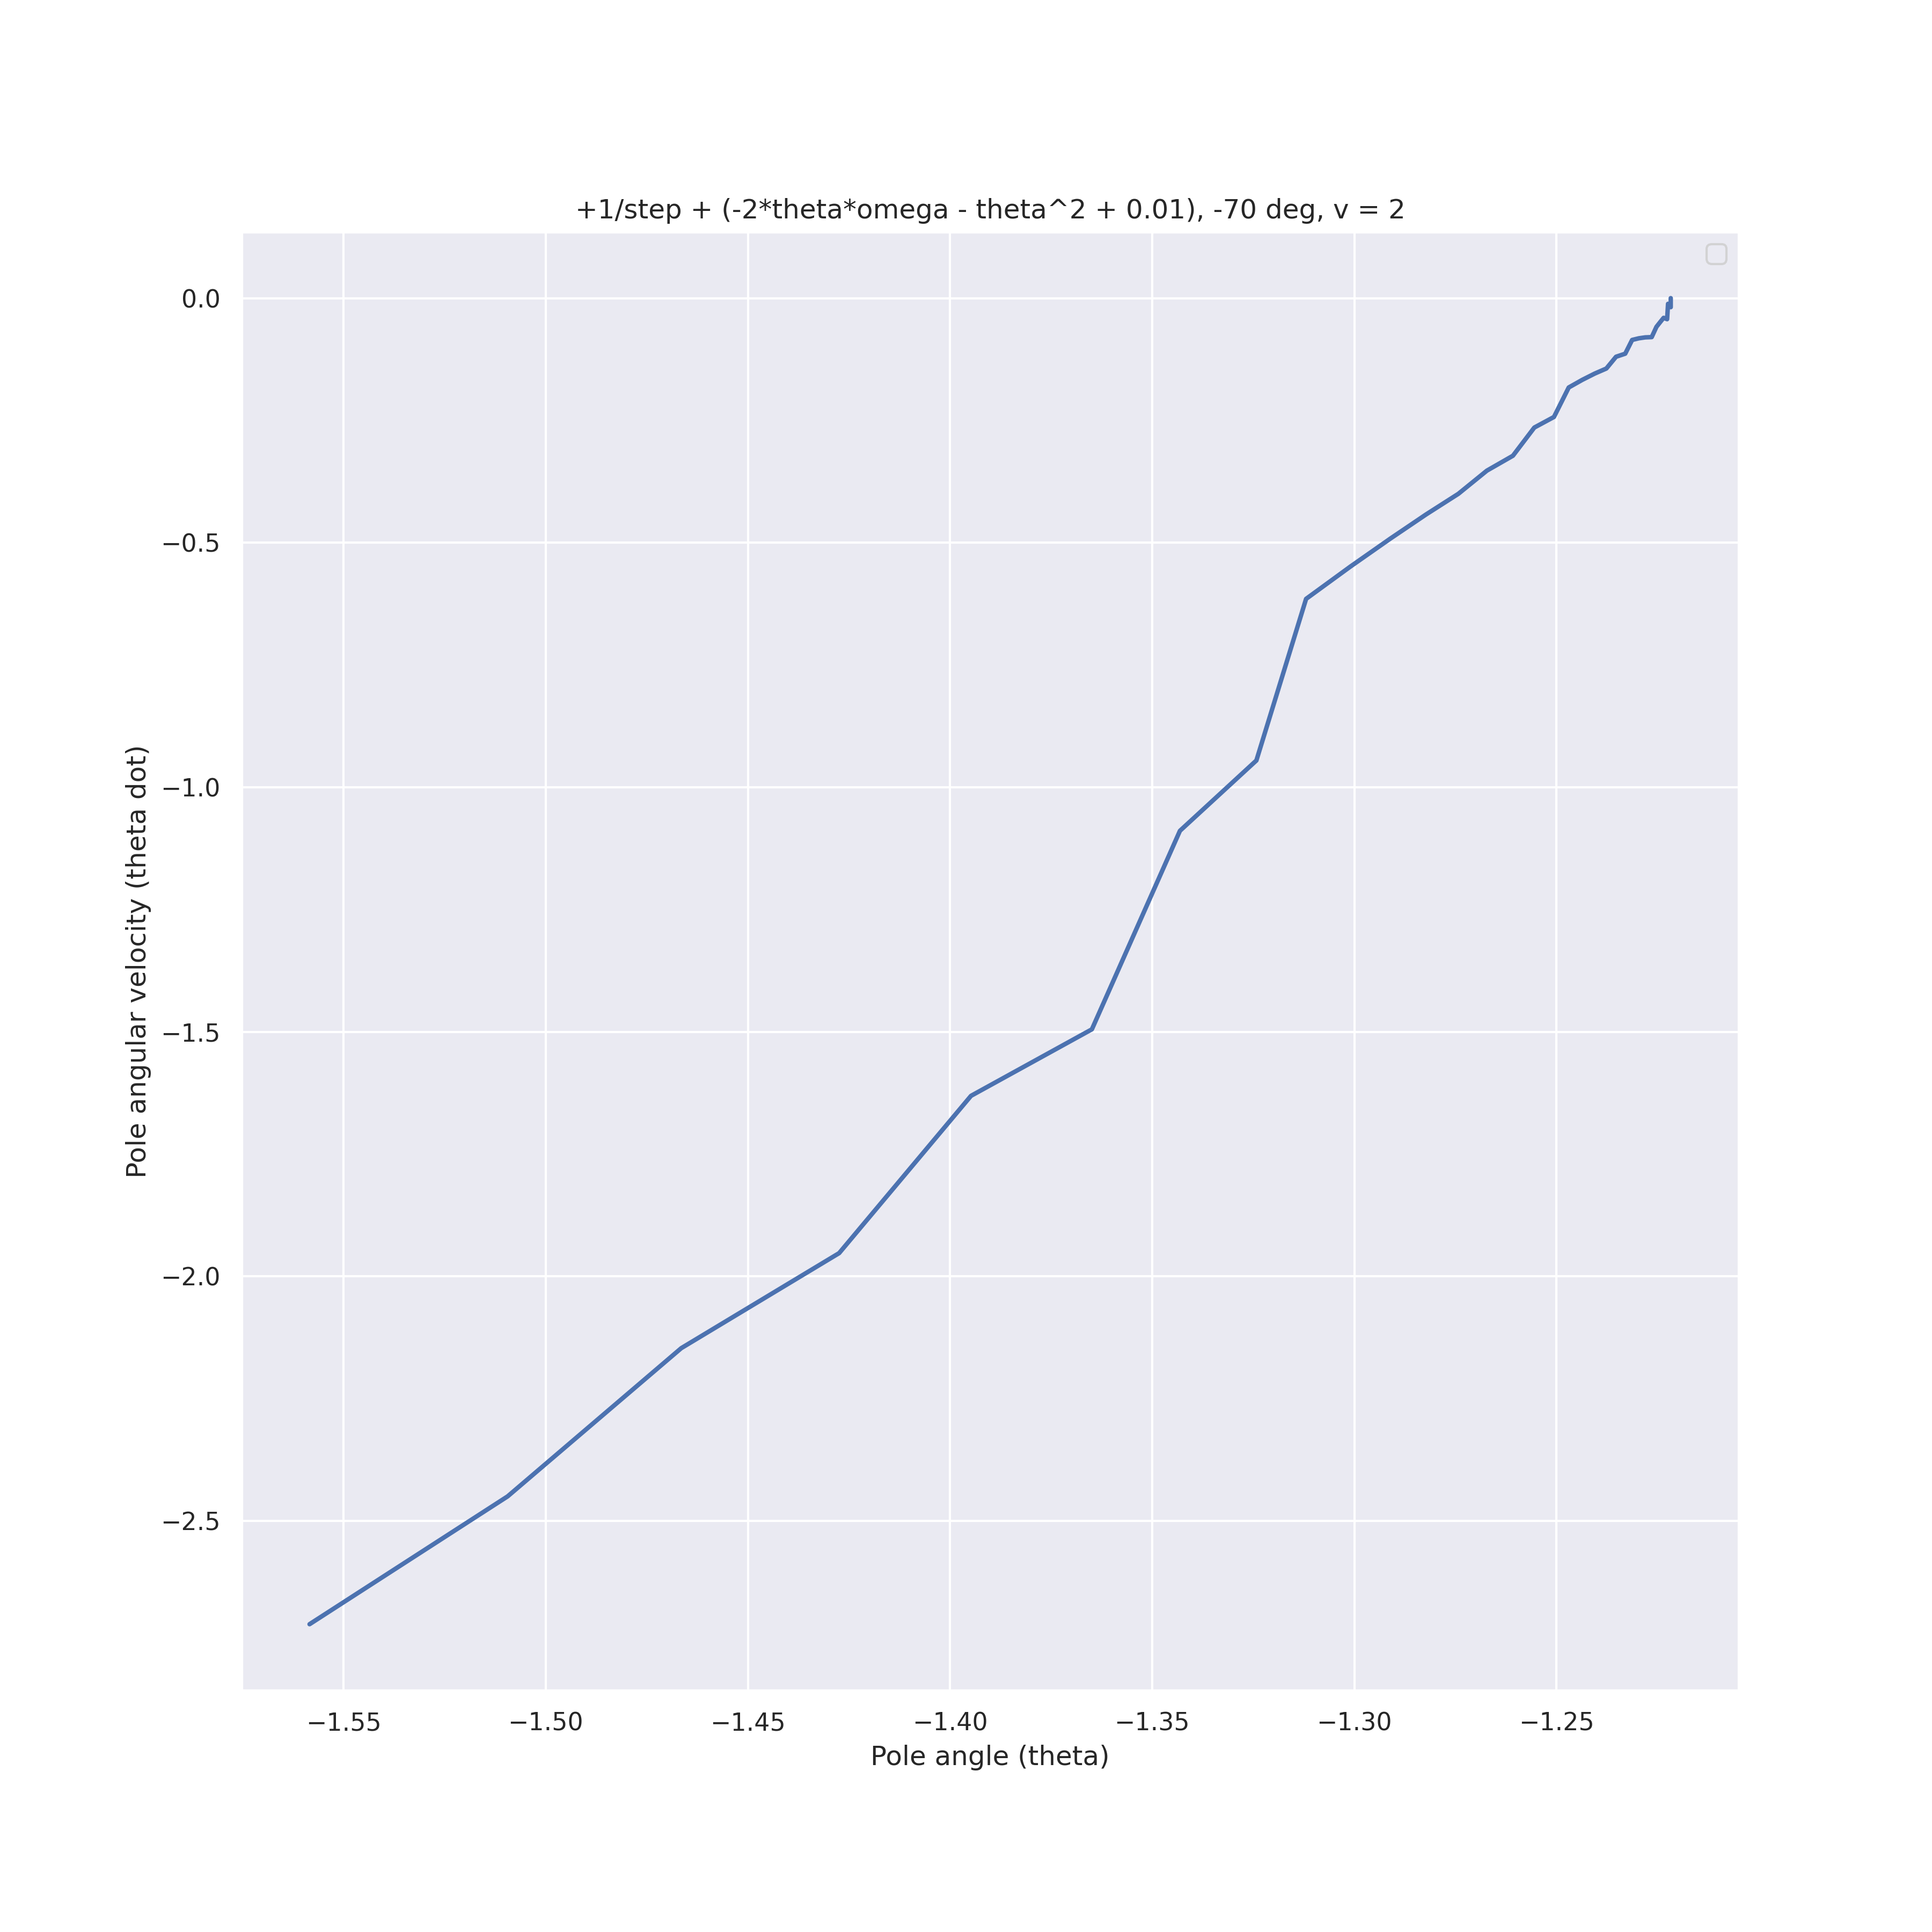 +1/step + (-2*theta*omega - theta^2 + 0.01), -70 deg, v = 2
0.0
−0.5
−1.0
−1.5
−2.0
−2.5
Pole angular velocity (theta dot)
−1.55 −1.50 −1.45 −1.40 −1.35 −1.30 −1.25
Pole angle (theta)